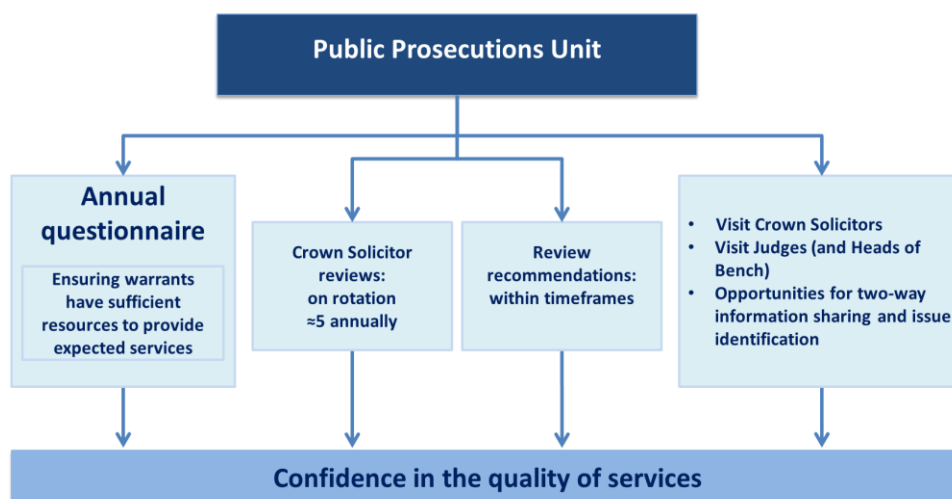 Public Prosecutions Unit
Annual
questionnaire
Ensuring warrants
have sufficient
resources to provide
expected services
Crown Solicitor
reviews:
on rotation
≈5 annually
Review
recommendations:
within timeframes
• Visit Crown Solicitors
• Visit Judges (and Heads of
Bench)
• Opportunities for two-way
information sharing and issue
identification
Confidence in the quality of services